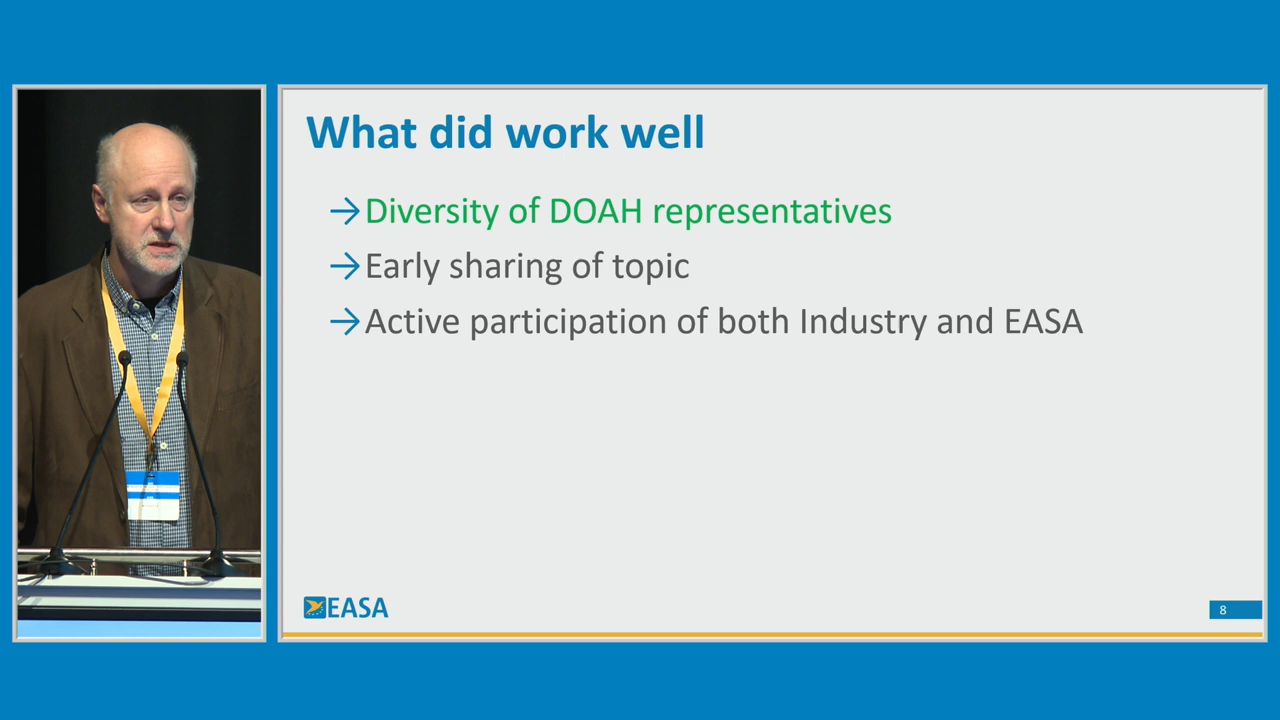 What did work well
→Diversity of DOAH representatives
→Early sharing of topic
→Active participation of both Industry and EASA
EASA
8